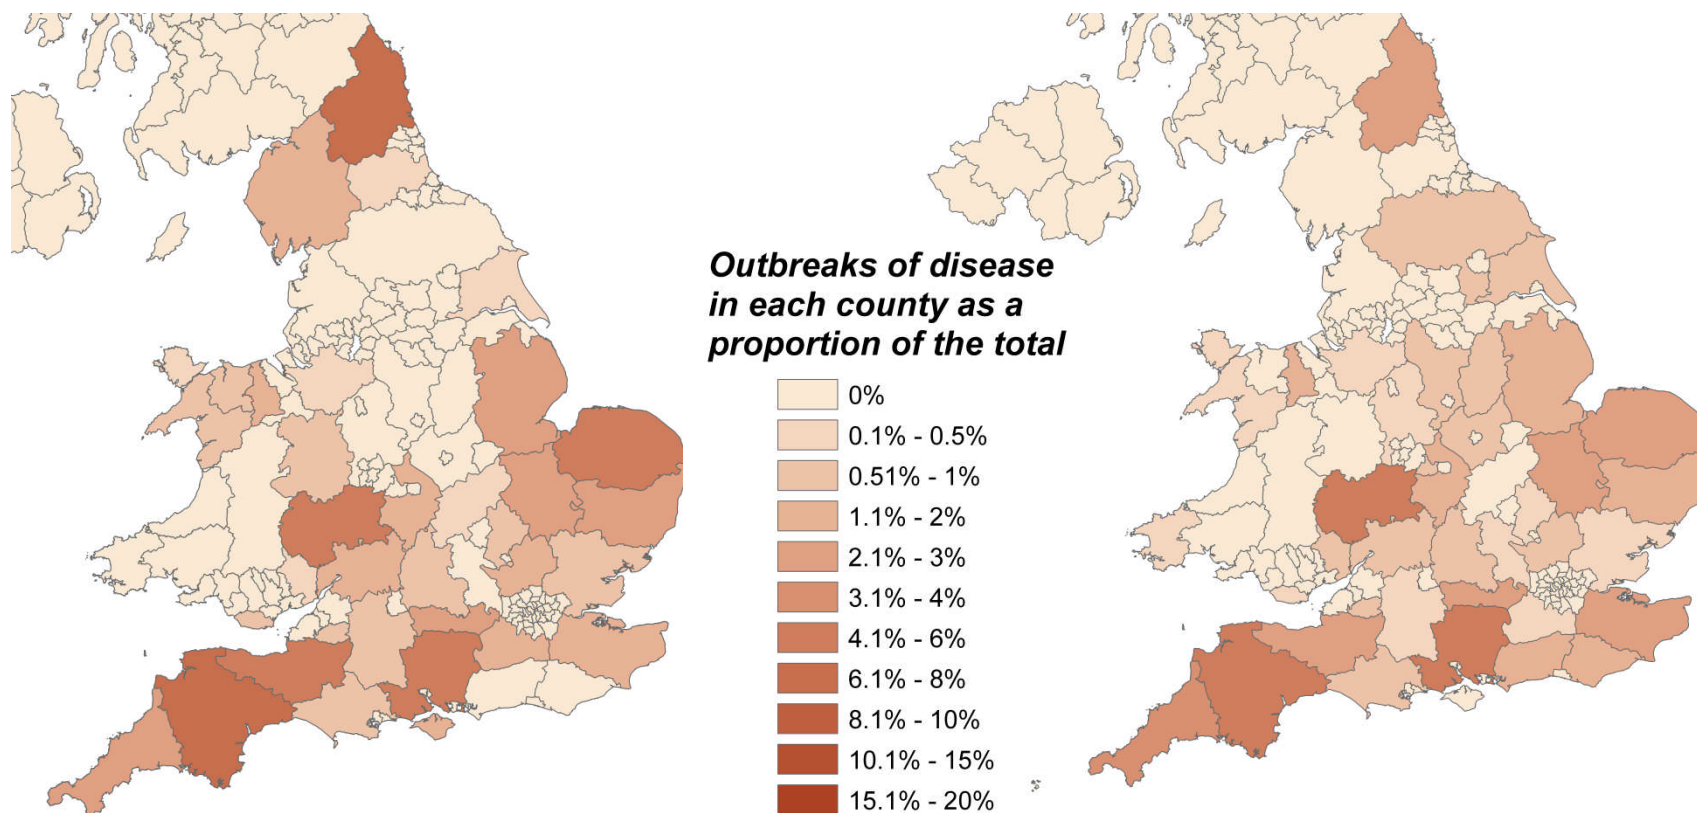 Outbreaks of disease
in each county as a
proportion of the total
0%
0.1% - 0.5%
0.51% - 1%
1.1% - 2%
2.1% - 3%
3.1% - 4%
4.1% - 6%
6.1% - 8%
8.1% - 10%
10.1% - 15%
15.1% - 20%